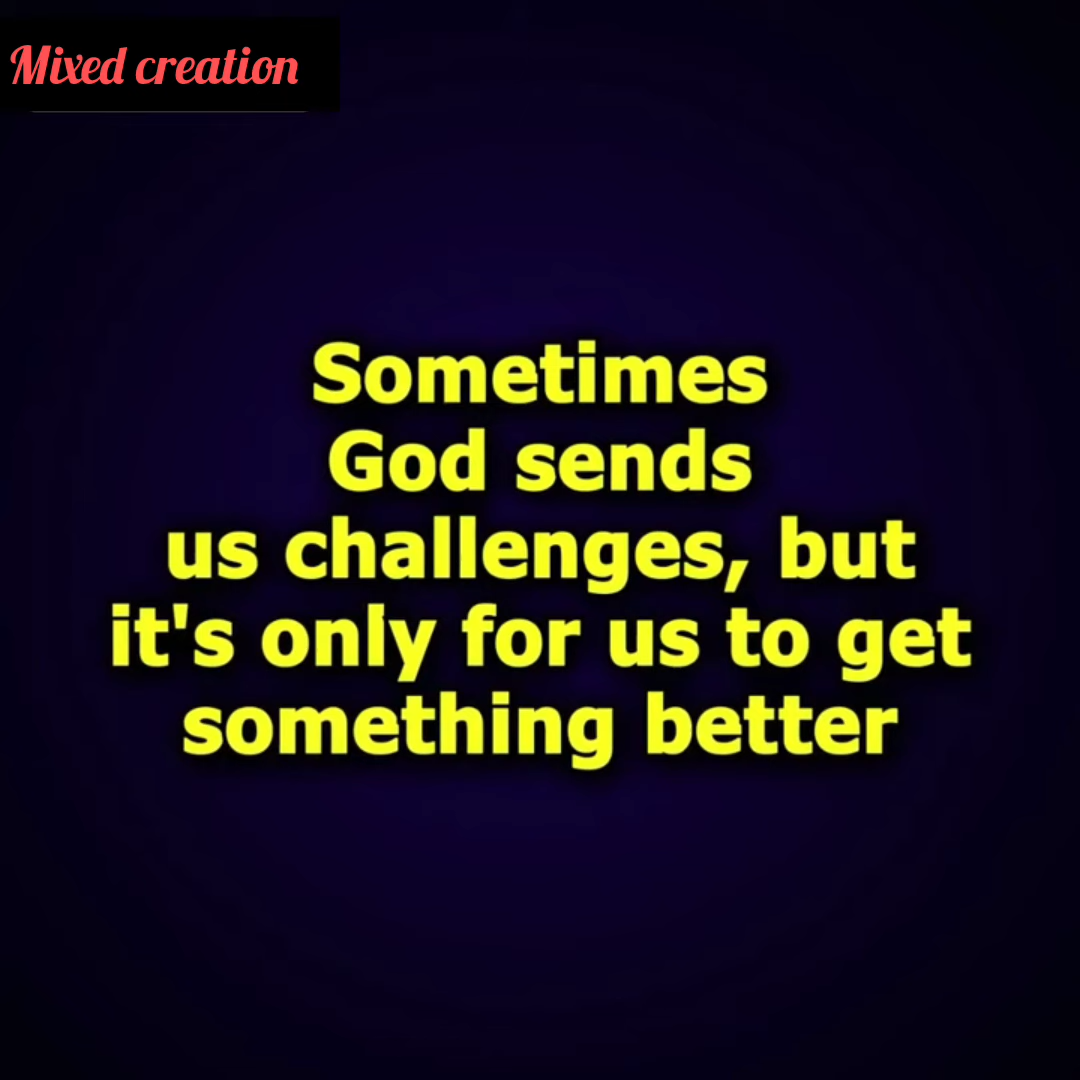 Mixed creation
Sometimes
God sends
us challenges, but
it's only for us to get
something better